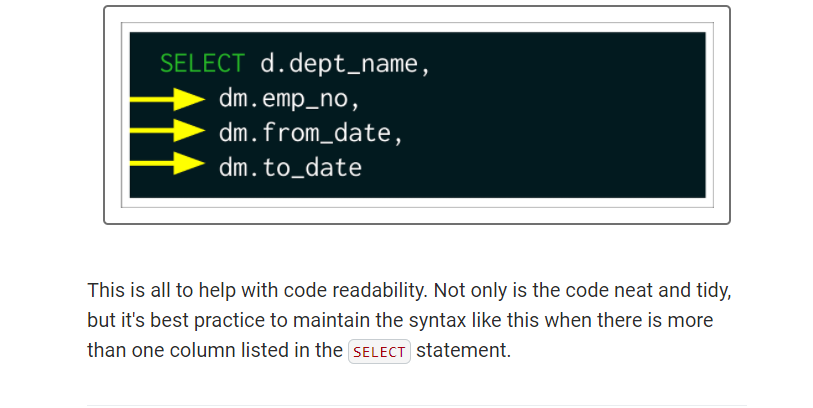 SELECT d.dept_name,
dm.emp_no,
dm.from_date,
dm.to_date
This is all to help with code readability. Not only is the code neat and tidy,
but it's best practice to maintain the syntax like this when there is more
than one column listed in the SELECT statement.